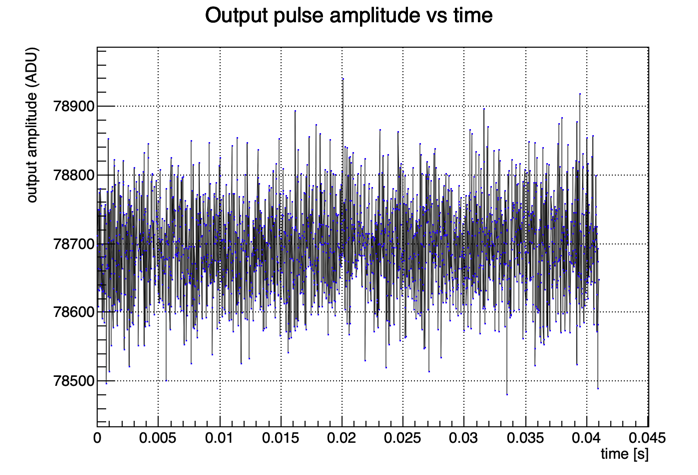 Output pulse amplitude vs time
output amplitude (ADU)
78900
78800
78700
78600
78500
0 0.005 0.01 0.015 0.02 0.025 0.03 0.035 0.04 0.045
time [s]